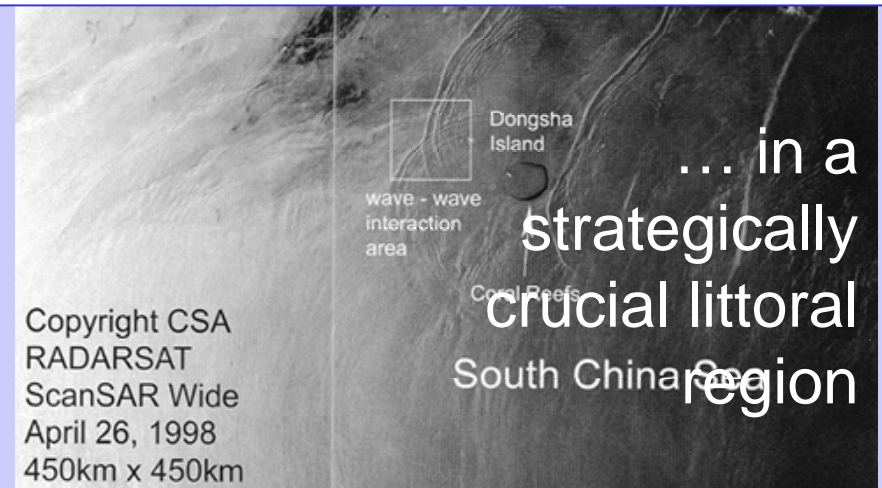 Dongsha
Island
wave - wave
interaction
area
Coral Reefs
South China Sea
… in a
strategically
crucial littoral
region
Copyright CSA
RADARSAT
ScanSAR Wide
April 26, 1998
450km x 450km